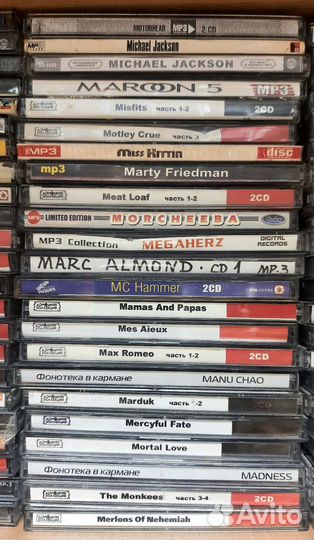 MOTORHEAD MP3 2 CD
Michael Jackson
MICHAEL JACKSON
MAROON 5 MP3
Misfits часть 1-2 2CD
Motley Crue часть 3
MP3 MISS KITTIN disc
mp3 Marty Friedman
Meat Loaf часть 1-2 2CD
MP3 LIMITED EDITION MORCHEEBA
MP3 Collection MEGAHERZ DIGITAL RECORDS
MARC ALMOND · CD 1 MP.3
MC Hammer 2CD
Mamas And Papas
Mes Aieux
Max Romeo часть 1-2 2CD
Фонотека в кармане MANU CHAO
Marduk часть 1-2
Mercyful Fate
Mortal Love
Фонотека в кармане MADNESS
The Monkees часть 3-4 2CD
Merlons Of Nehemiah
Avito